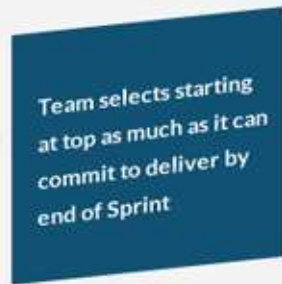 Team selects starting
at top as much as it can
commit to deliver by
end of Sprint